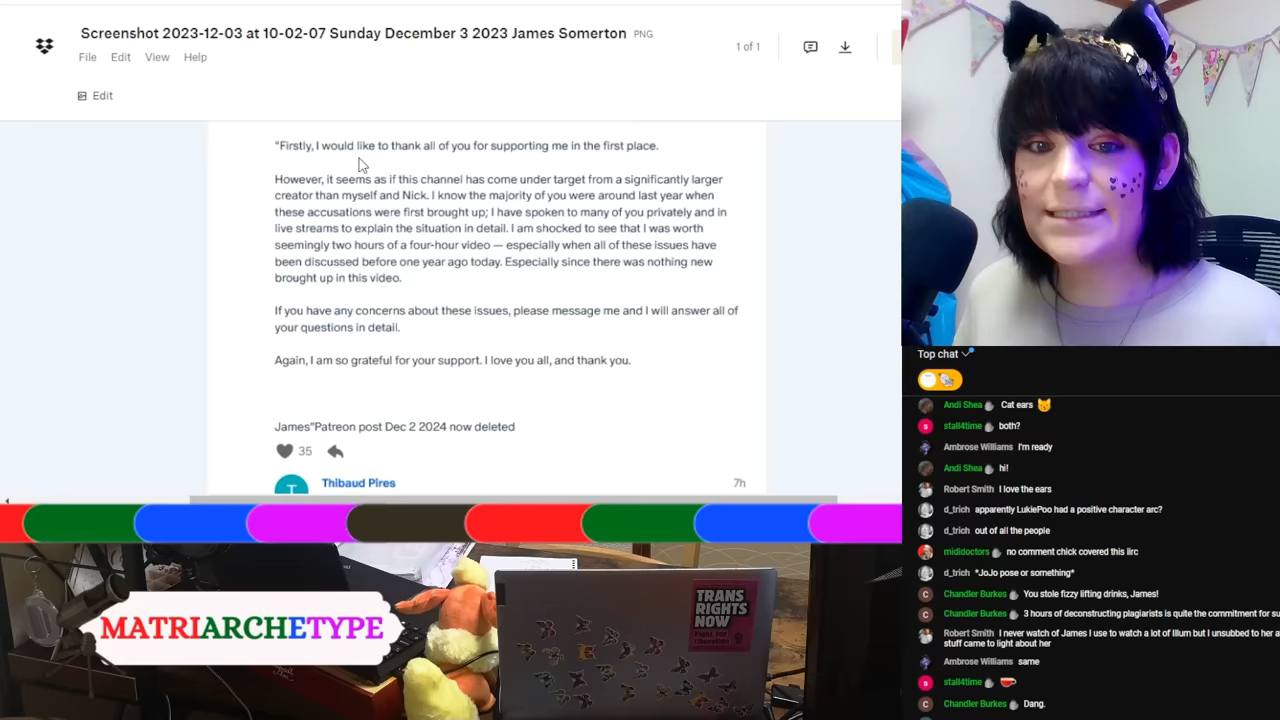 Screenshot 2023-12-03 at 10-02-07 Sunday December 3 2023 James Somerton PNG
File Edit View Help
1 of 1
Edit
“Firstly, I would like to thank all of you for supporting me in the first place.
However, it seems as if this channel has come under target from a significantly larger
creator than myself and Nick. I know the majority of you were around last year when
these accusations were first brought up; I have spoken to many of you privately and in
live streams to explain the situation in detail. I am shocked to see that I was worth
seemingly two hours of a four-hour video — especially when all of these issues have
been discussed before one year ago today. Especially since there was nothing new
brought up in this video.
If you have any concerns about these issues, please message me and I will answer all of
your questions in detail.
Again, I am so grateful for your support. I love you all, and thank you.
James"Patreon post Dec 2 2024 now deleted
35
T Thibaud Pires 7h
Top chat
Andi Shea Cat ears
s stall4time both?
Ambrose Williams I'm ready
Andi Shea hi!
Robert Smith I love the ears
d_trich apparently LukiePoo had a positive character arc?
d_trich out of all the people
mididoctors no comment chick covered this iirc
d_trich *JoJo pose or something*
C Chandler Burkes You stole fizzy lifting drinks, James!
C Chandler Burkes 3 hours of deconstructing plagiarists is quite the commitment for su
Robert Smith I never watch of James I use to watch a lot of Illum but I unsubbed to her a
stuff came to light about her
Ambrose Williams same
s stall4time
C Chandler Burkes Dang.
MATRIARCHETYPE
TRANS
RIGHTS
NOW